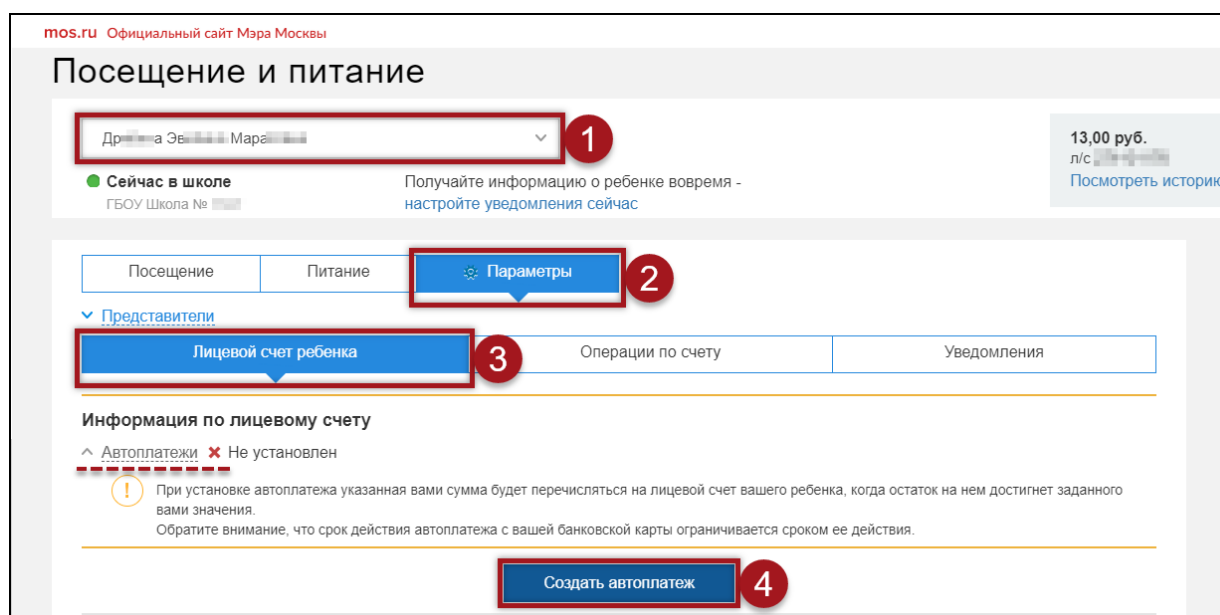 mos.ru Официальный сайт Мэра Москвы
Посещение и питание
1
13,00 руб.
л/с
Сейчас в школе
Получайте информацию о ребенке вовремя -
Посмотреть историю
ГБОУ Школа №
настройте уведомления сейчас
Посещение Питание Параметры 2
Представители
Лицевой счет ребенка 3 Операции по счету Уведомления
Информация по лицевому счету
Автоплатежи Не установлен
! При установке автоплатежа указанная вами сумма будет перечисляться на лицевой счет вашего ребенка, когда остаток на нем достигнет заданного
вами значения.
Обратите внимание, что срок действия автоплатежа с вашей банковской карты ограничивается сроком ее действия.
Создать автоплатеж 4